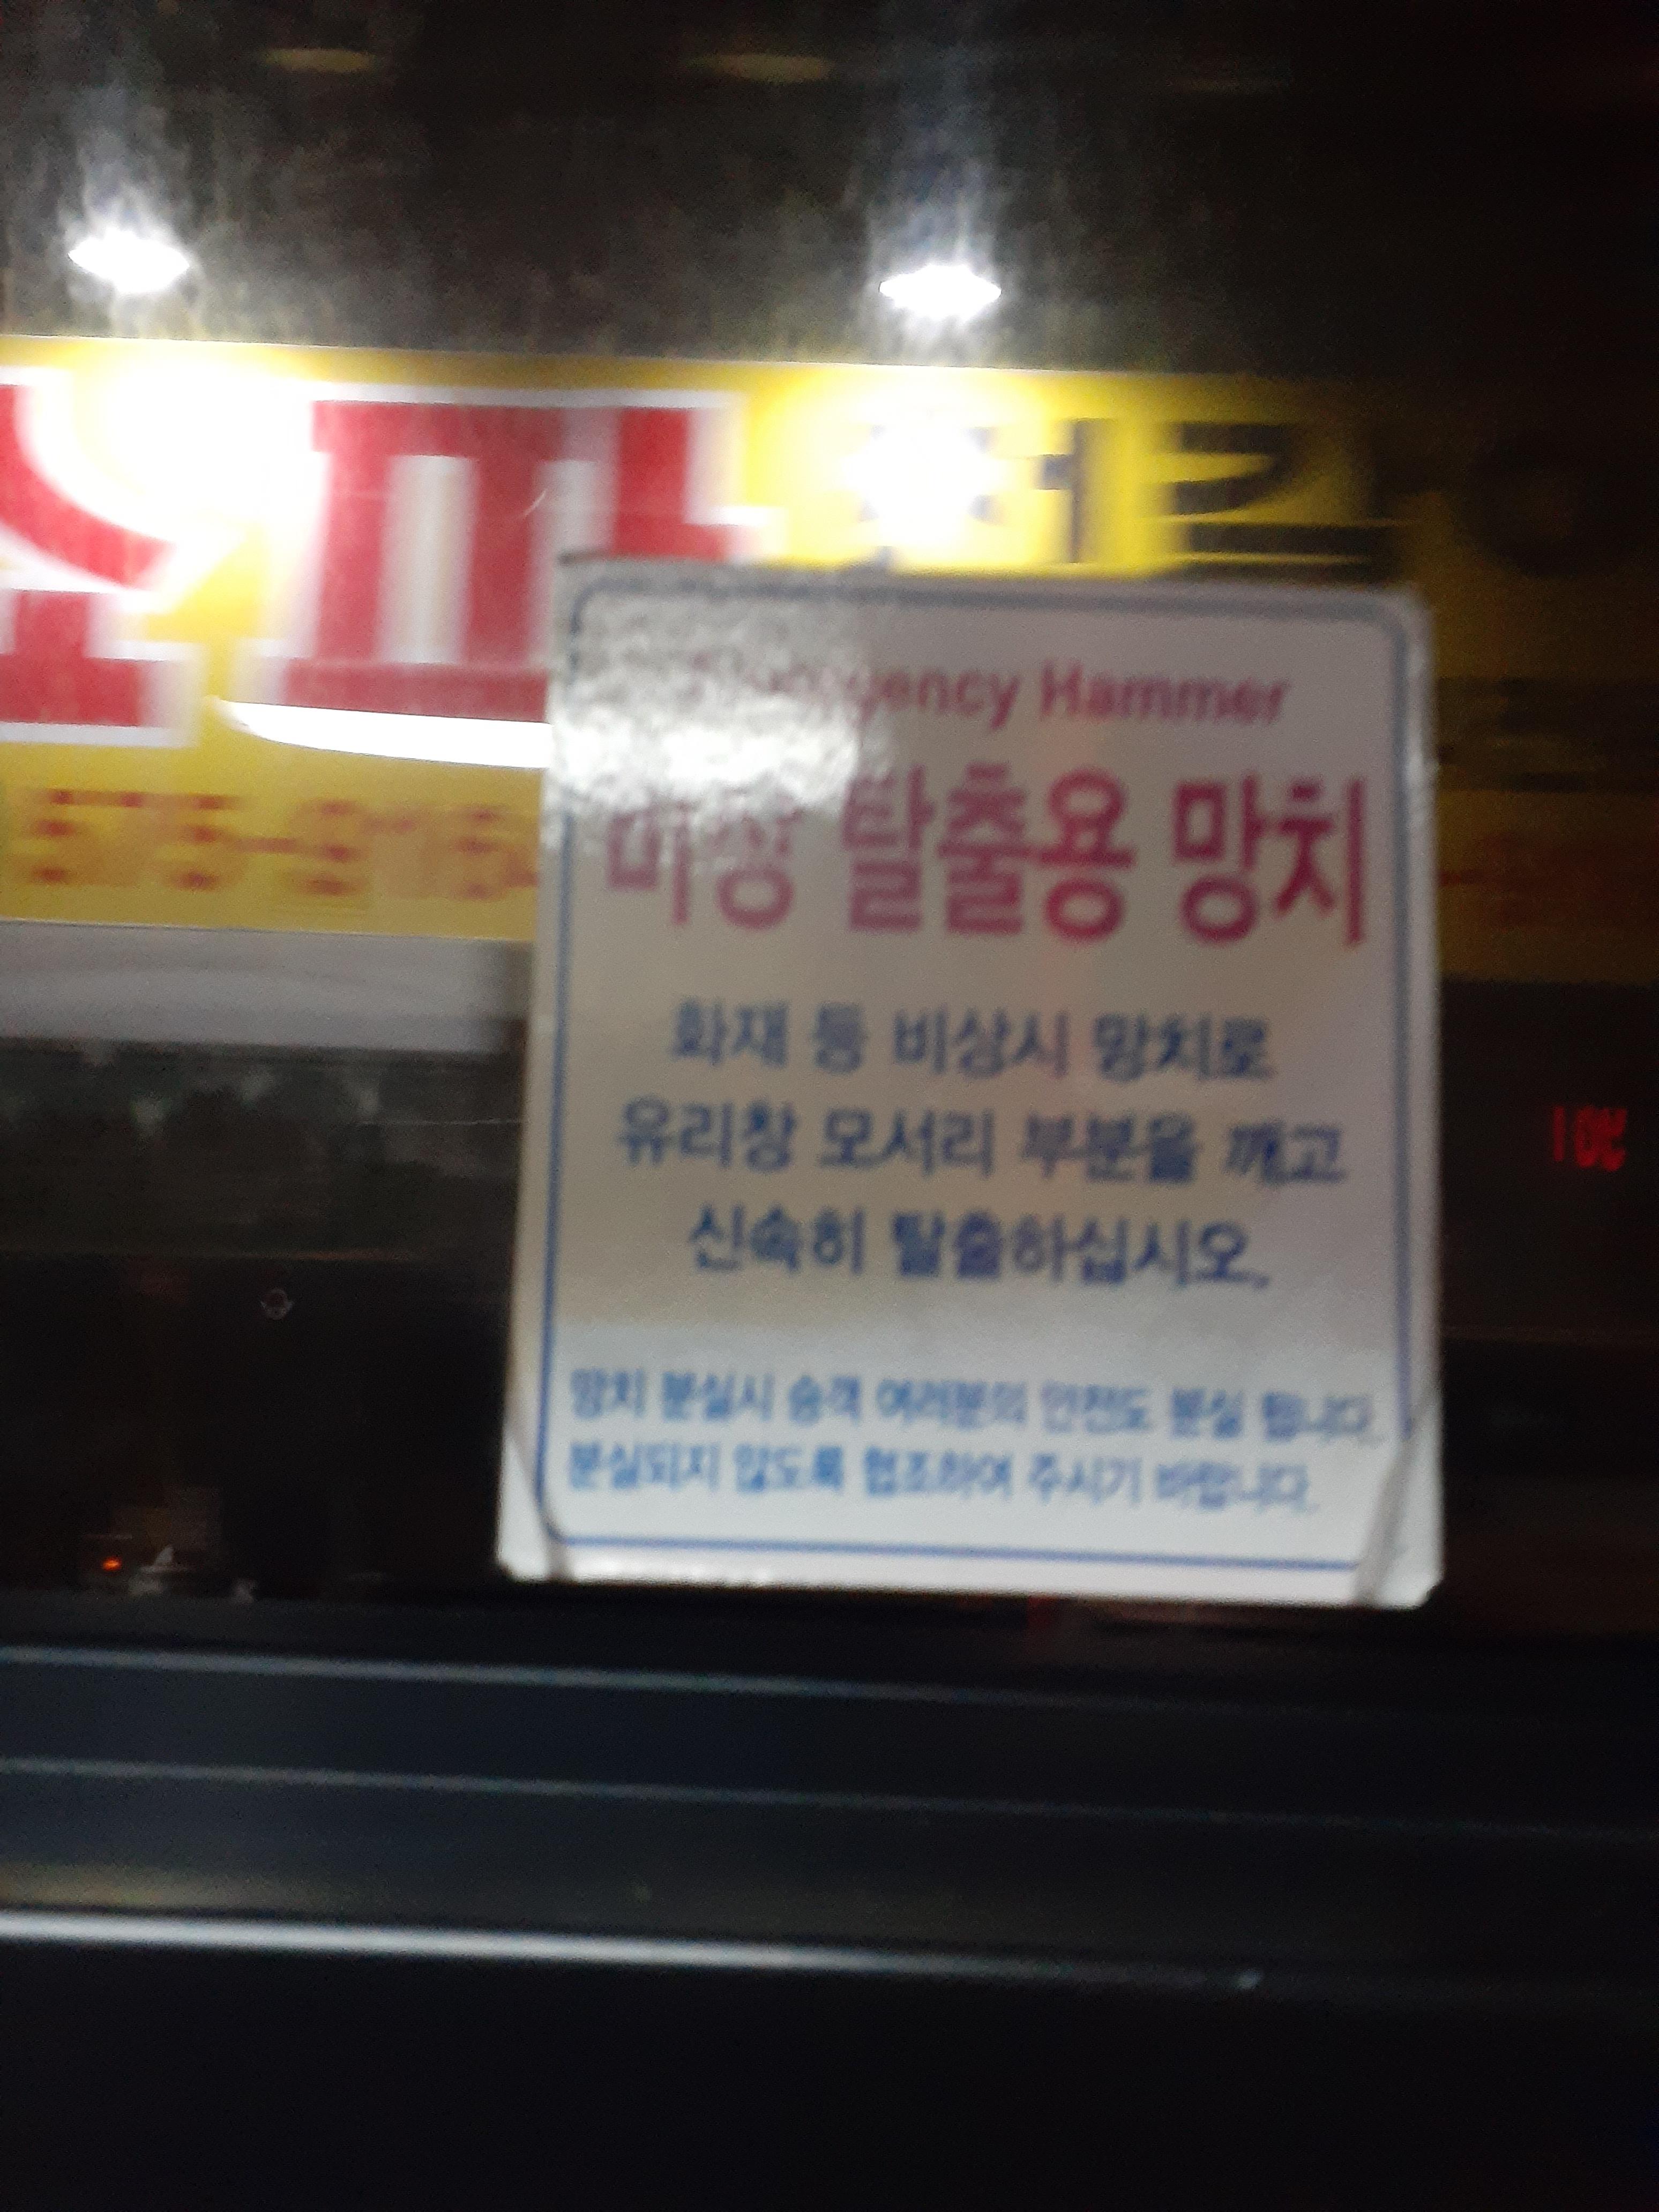 Emergency Hammer
비상 탈출용 망치
화재 등 비상시 망치로
유리창 모서리 부분을 깨고
신속히 탈출하십시오.
망치 분실시 승객 여러분의 안전도 분실 됩니다.
분실되지 않도록 협조하여 주시기 바랍니다.